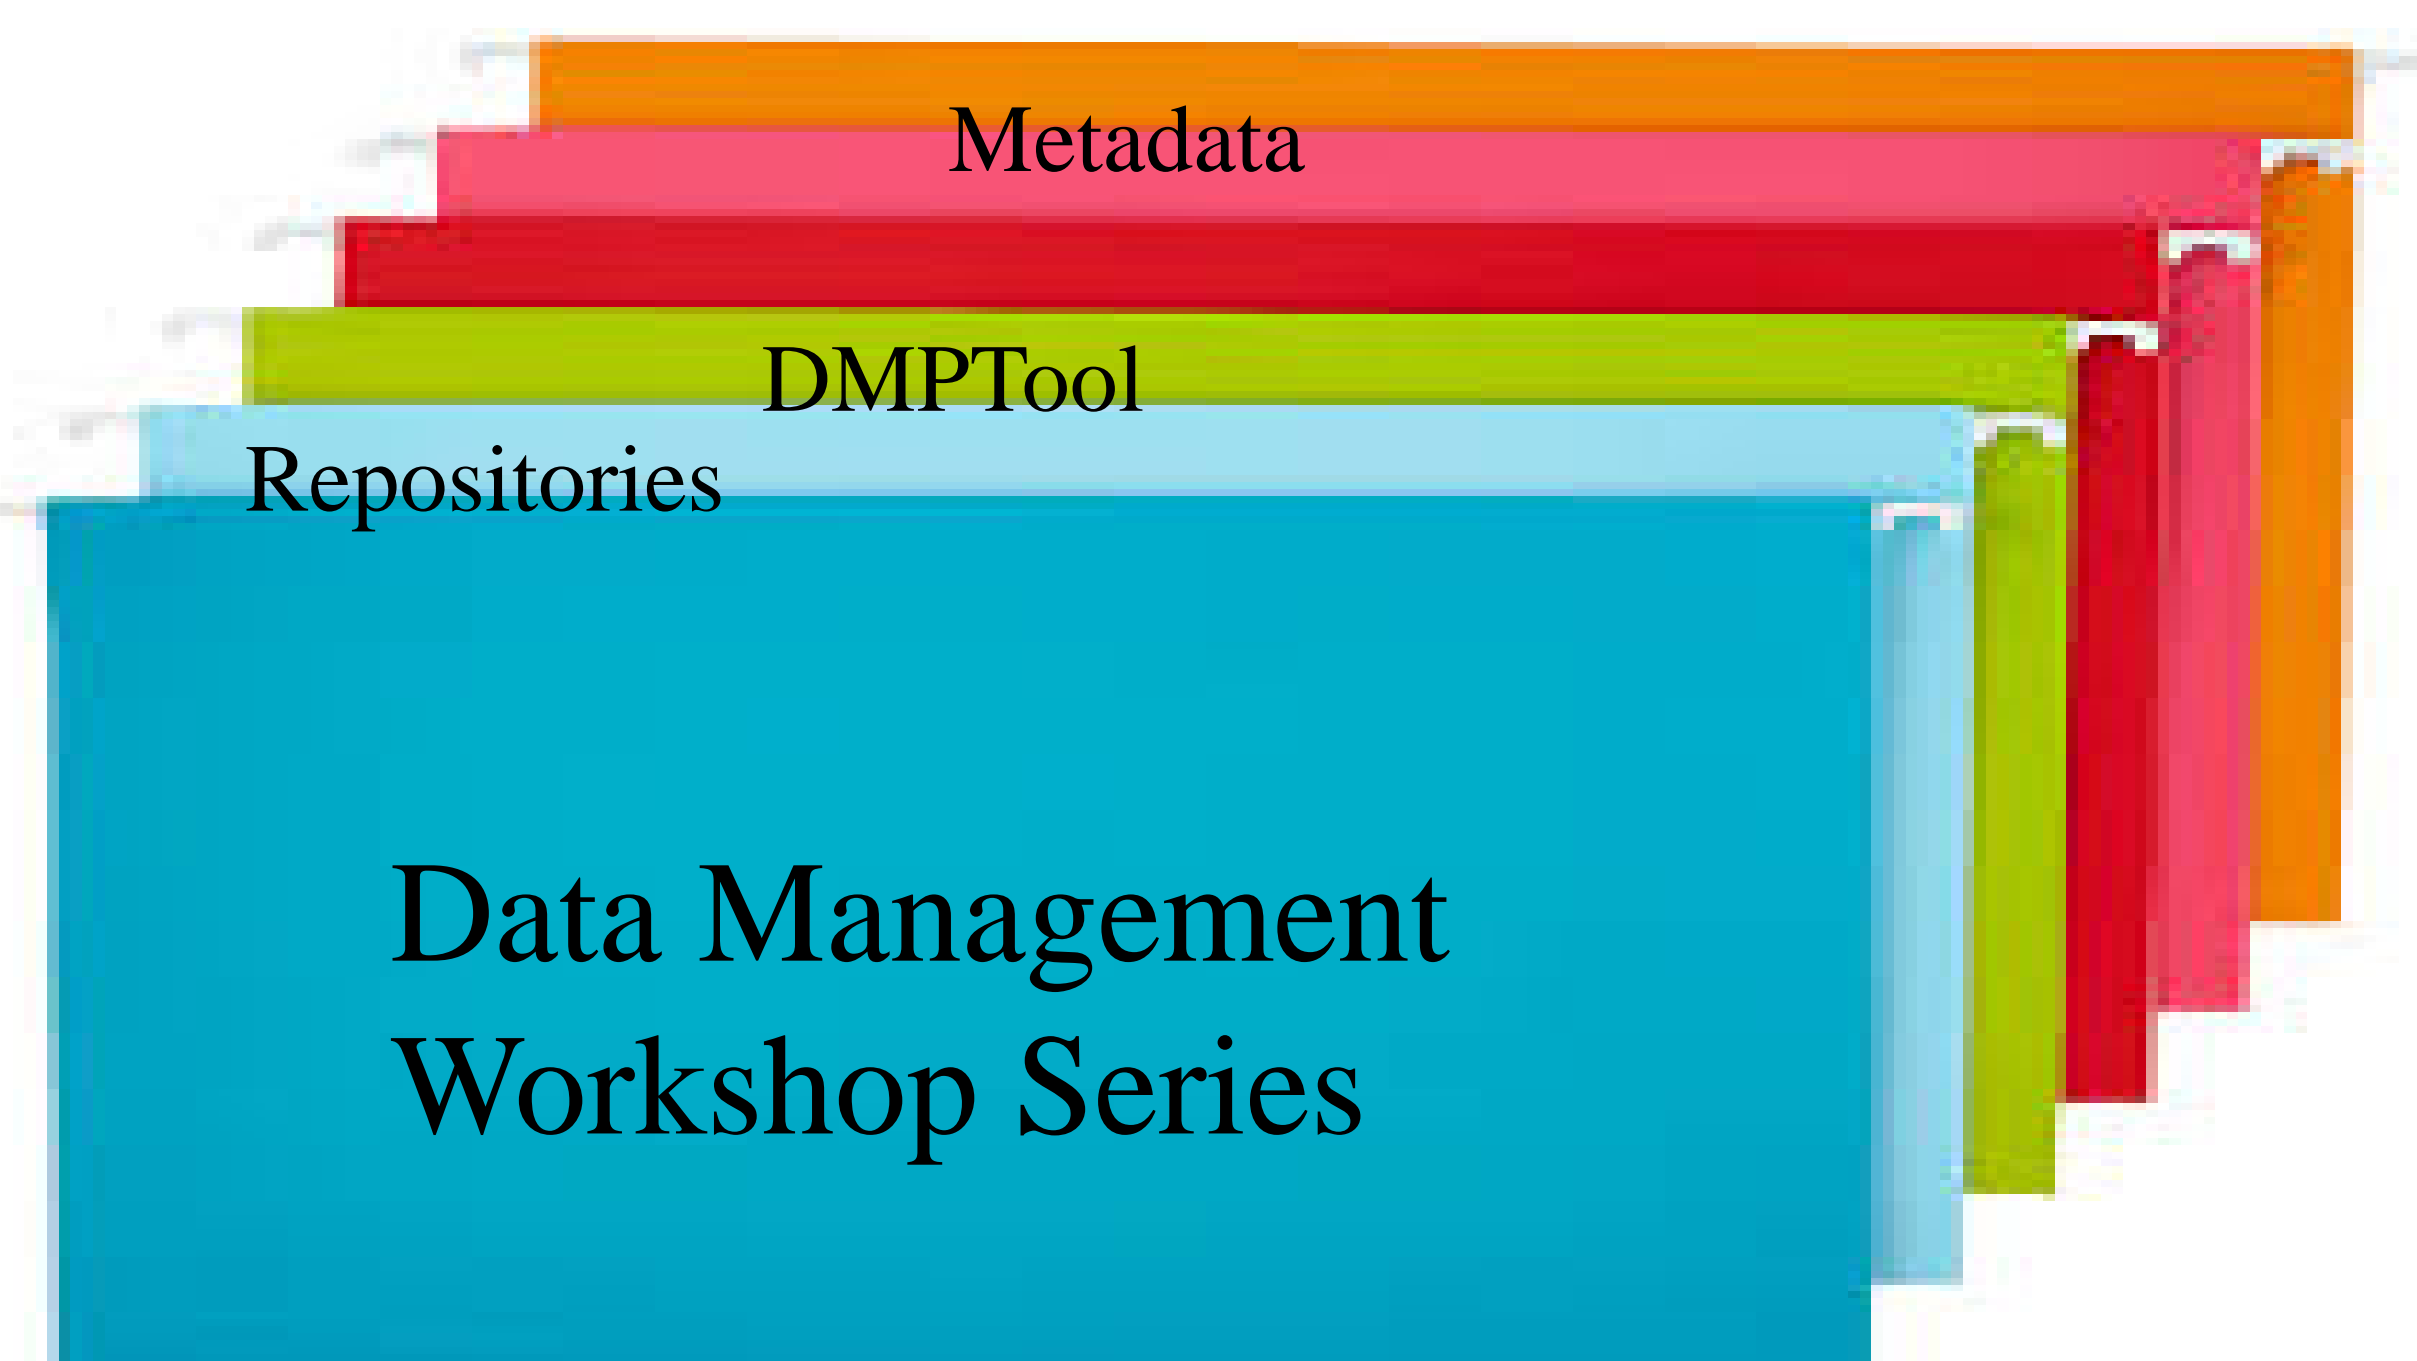 Metadata
DMPTool
Repositories
Data Management
Workshop Series